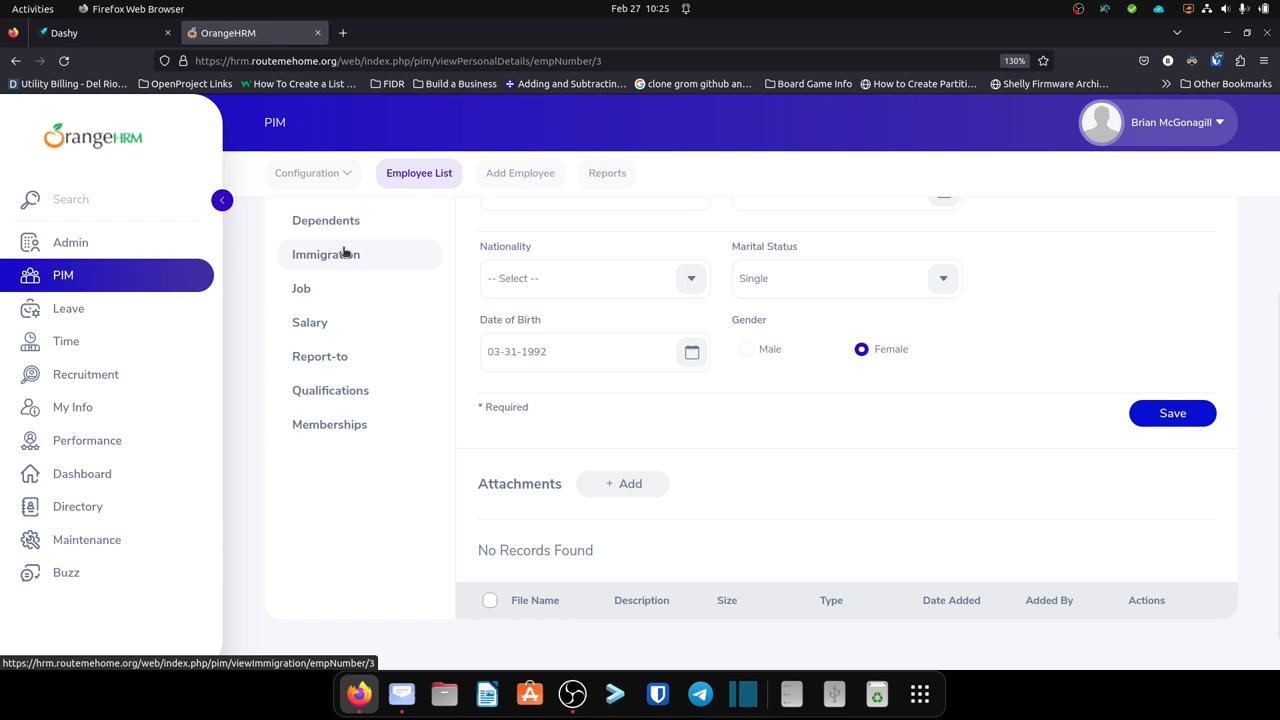 Activities
Firefox Web Browser
Feb 27 10:25
Dashy
OrangeHRM
https://hrm.routemehome.org/web/index.php/pim/viewPersonalDetails/empNumber/3
130%
Utility Billing - Del Rio...
OpenProject Links
How To Create a List ...
FIDR
Build a Business
Adding and Subtractin...
clone grom github an...
Board Game Info
How to Create Partiti...
Shelly Firmware Archi...
Other Bookmarks
OrangeHRM
PIM
Brian McGonagill
Search
Configuration
Employee List
Add Employee
Reports
Admin
PIM
Leave
Time
Recruitment
My Info
Performance
Dashboard
Directory
Maintenance
Buzz
Dependents
Immigration
Job
Salary
Report-to
Qualifications
Memberships
Nationality
Marital Status
-- Select --
Single
Date of Birth
Gender
03-31-1992
Male
Female
* Required
Save
Attachments
+ Add
No Records Found
File Name
Description
Size
Type
Date Added
Added By
Actions
https://hrm.routemehome.org/web/index.php/pim/viewImmigration/empNumber/3